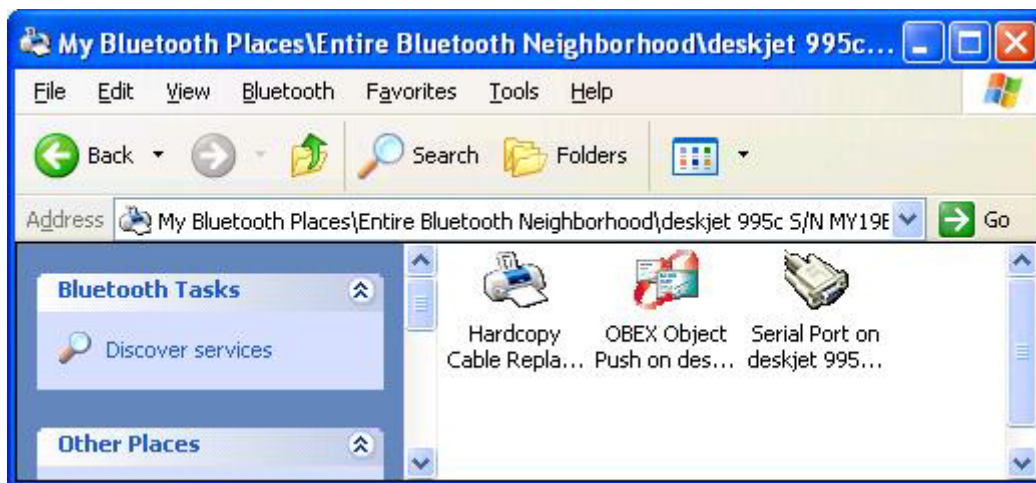 My Bluetooth Places\Entire Bluetooth Neighborhood\deskjet 995c...
File Edit View Bluetooth Favorites Tools Help
Back Search Folders
Address My Bluetooth Places\Entire Bluetooth Neighborhood\deskjet 995c S/N MY19E Go
Bluetooth Tasks
Discover services
Other Places
Hardcopy
Cable Repla...
OBEX Object
Push on des...
Serial Port on
deskjet 995...